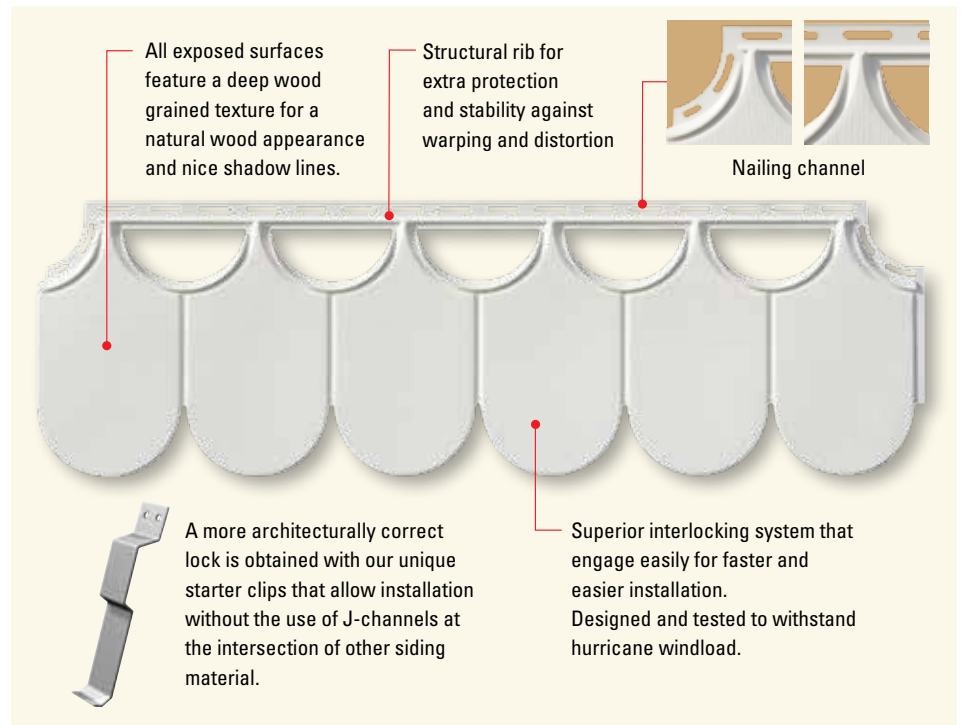 All exposed surfaces
feature a deep wood
grained texture for a
natural wood appearance
and nice shadow lines.
Structural rib for
extra protection
and stability against
warping and distortion
Nailing channel
A more architecturally correct
lock is obtained with our unique
starter clips that allow installation
without the use of J-channels at
the intersection of other siding
material.
Superior interlocking system that
engage easily for faster and
easier installation.
Designed and tested to withstand
hurricane windload.